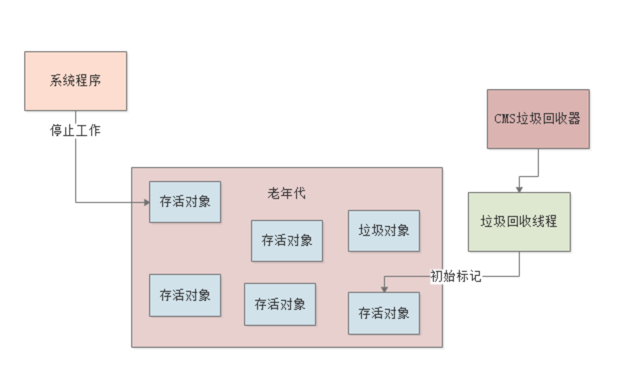 系统程序
停止工作
CMS垃圾回收器
老年代
存活对象
存活对象
垃圾对象
垃圾回收线程
初始标记
存活对象
存活对象
存活对象